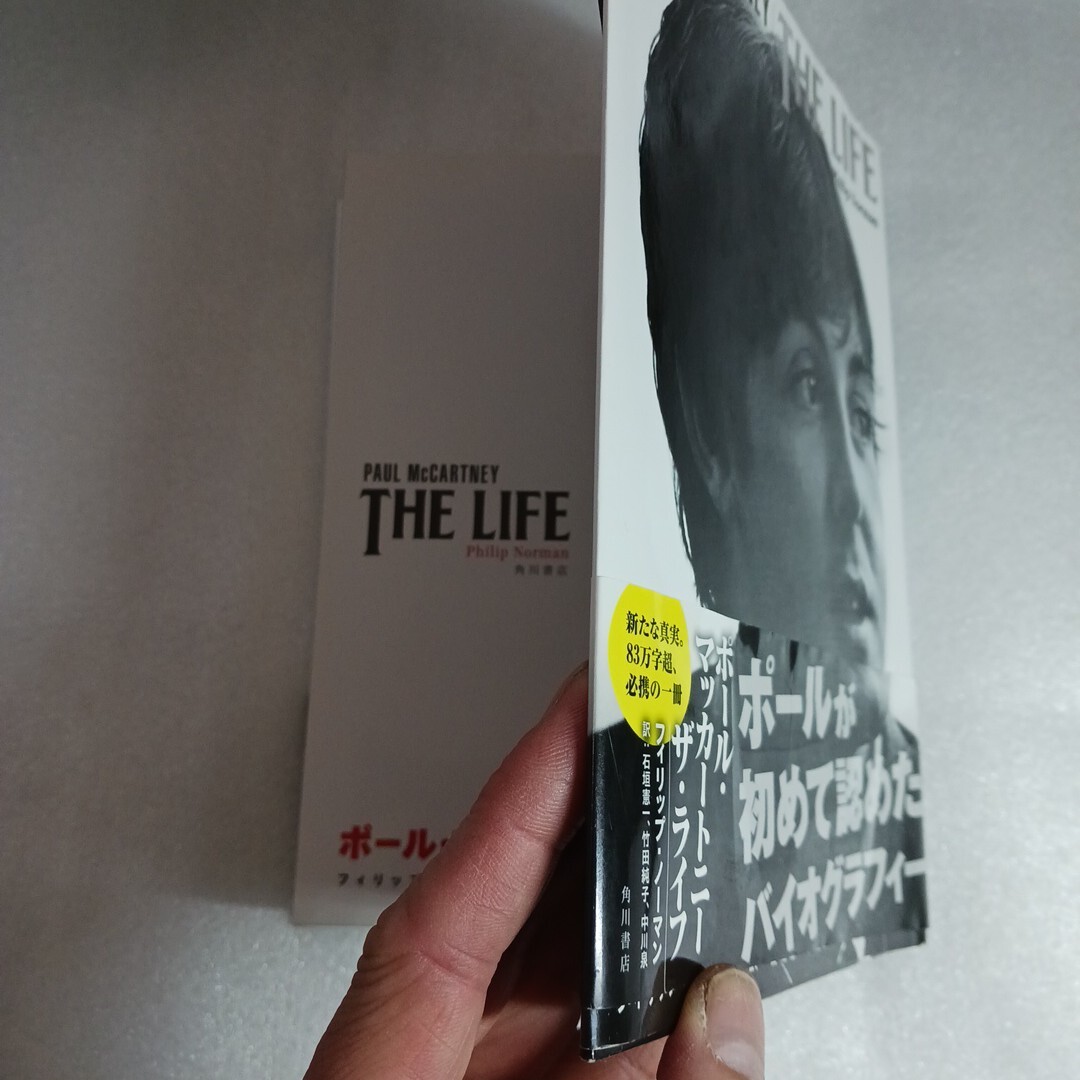 PAUL McCARTNEY
THE LIFE
Philip Norman
角川書店
ポール・
フィリップ
THE LIFE
新たな真実。
83万字超、
必携の一冊
ポール・
マッカートニー
ザ・ライフ
フィリップ・ノーマン
訳:石垣憲一、竹田純子、中川泉
角川書店
ポールが
初めて認めた
バイオグラフィー